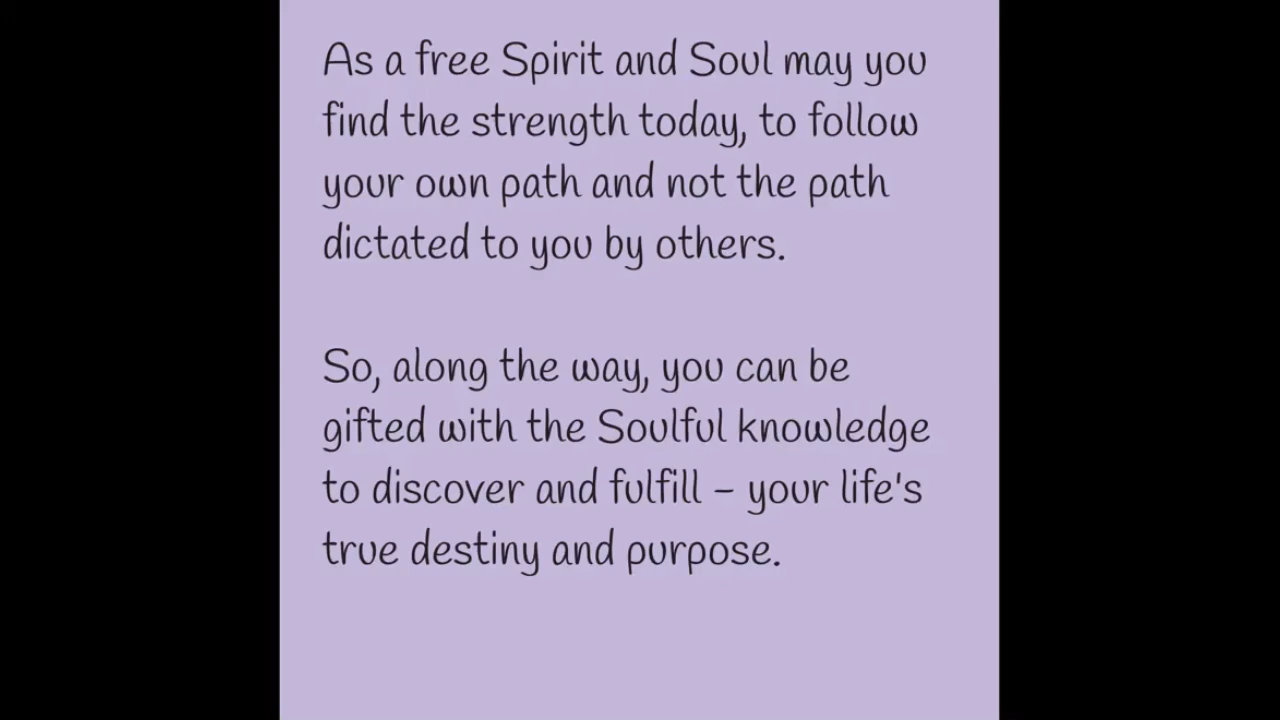 As a free Spirit and Soul may you
find the strength today, to follow
your own path and not the path
dictated to you by others.
So, along the way, you can be
gifted with the Soulful knowledge
to discover and fulfill – your life's
true destiny and purpose.